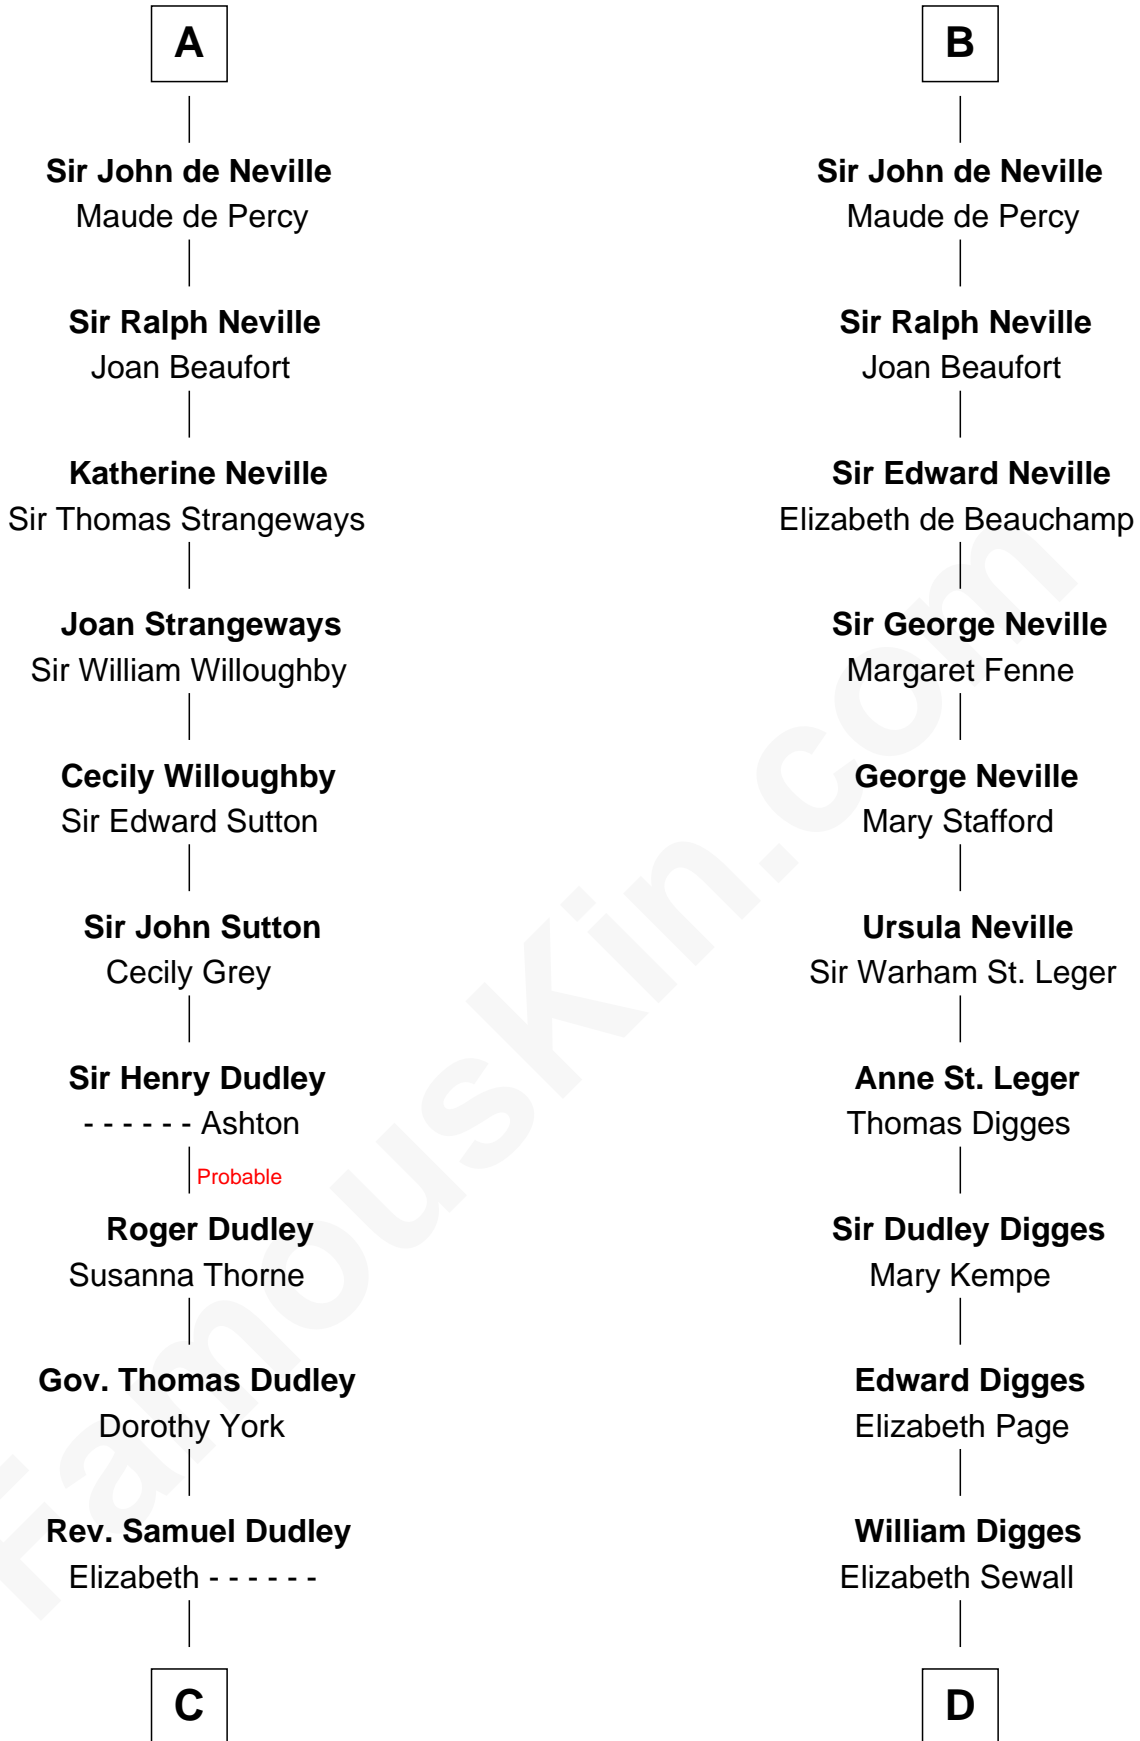 A
Sir John de Neville
Maude de Percy
Sir Ralph Neville
Joan Beaufort
Katherine Neville
Sir Thomas Strangeways
Joan Strangeways
Sir William Willoughby
Cecily Willoughby
Sir Edward Sutton
Sir John Sutton
Cecily Grey
Sir Henry Dudley
- - - - - - Ashton
Probable
Roger Dudley
Susanna Thorne
Gov. Thomas Dudley
Dorothy York
Rev. Samuel Dudley
Elizabeth - - - - - -
C
B
Sir John de Neville
Maude de Percy
Sir Ralph Neville
Joan Beaufort
Sir Edward Neville
Elizabeth de Beauchamp
Sir George Neville
Margaret Fenne
George Neville
Mary Stafford
Ursula Neville
Sir Warham St. Leger
Anne St. Leger
Thomas Digges
Sir Dudley Digges
Mary Kempe
Edward Digges
Elizabeth Page
William Digges
Elizabeth Sewall
D
FamousKin.com